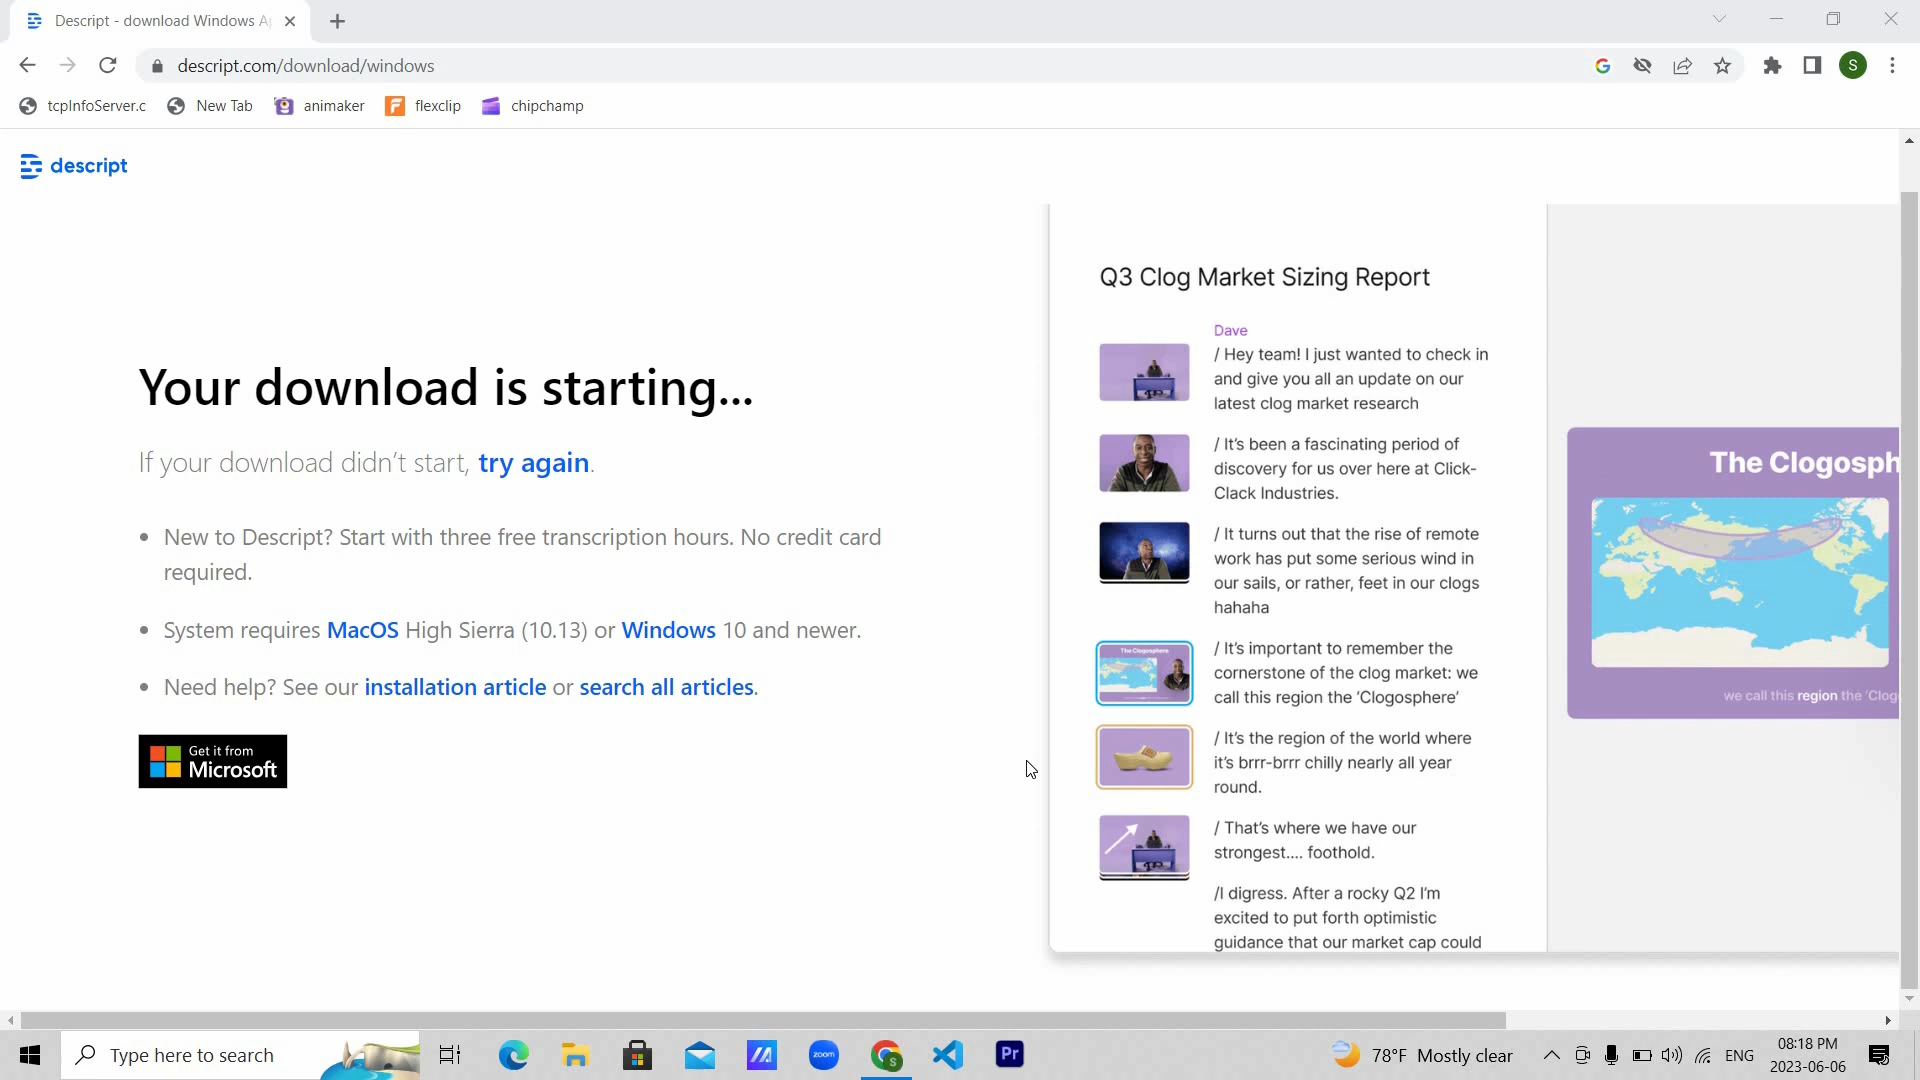 Descript - download Windows A
descript.com/download/windows
S
tcpInfoServer.c
New Tab
animaker
flexclip
chipchamp
descript
Your download is starting...
If your download didn't start, try again.
• New to Descript? Start with three free transcription hours. No credit card
required.
• System requires MacOS High Sierra (10.13) or Windows 10 and newer.
• Need help? See our installation article or search all articles.
Get it from
Microsoft
Q3 Clog Market Sizing Report
Dave
/ Hey team! I just wanted to check in
and give you all an update on our
latest clog market research
/ It's been a fascinating period of
discovery for us over here at Click-
Clack Industries.
/ It turns out that the rise of remote
work has put some serious wind in
our sails, or rather, feet in our clogs
hahaha
The Clogosphere
/ It's important to remember the
cornerstone of the clog market: we
call this region the 'Clogosphere'
/ It's the region of the world where
it's brrr-brrr chilly nearly all year
round.
/ That's where we have our
strongest.... foothold.
/I digress. After a rocky Q2 I'm
excited to put forth optimistic
guidance that our market cap could
The Clogosph
we call this region the 'Clog
Type here to search
zoom
S
Pr
78°F Mostly clear
ENG
08:18 PM
2023-06-06